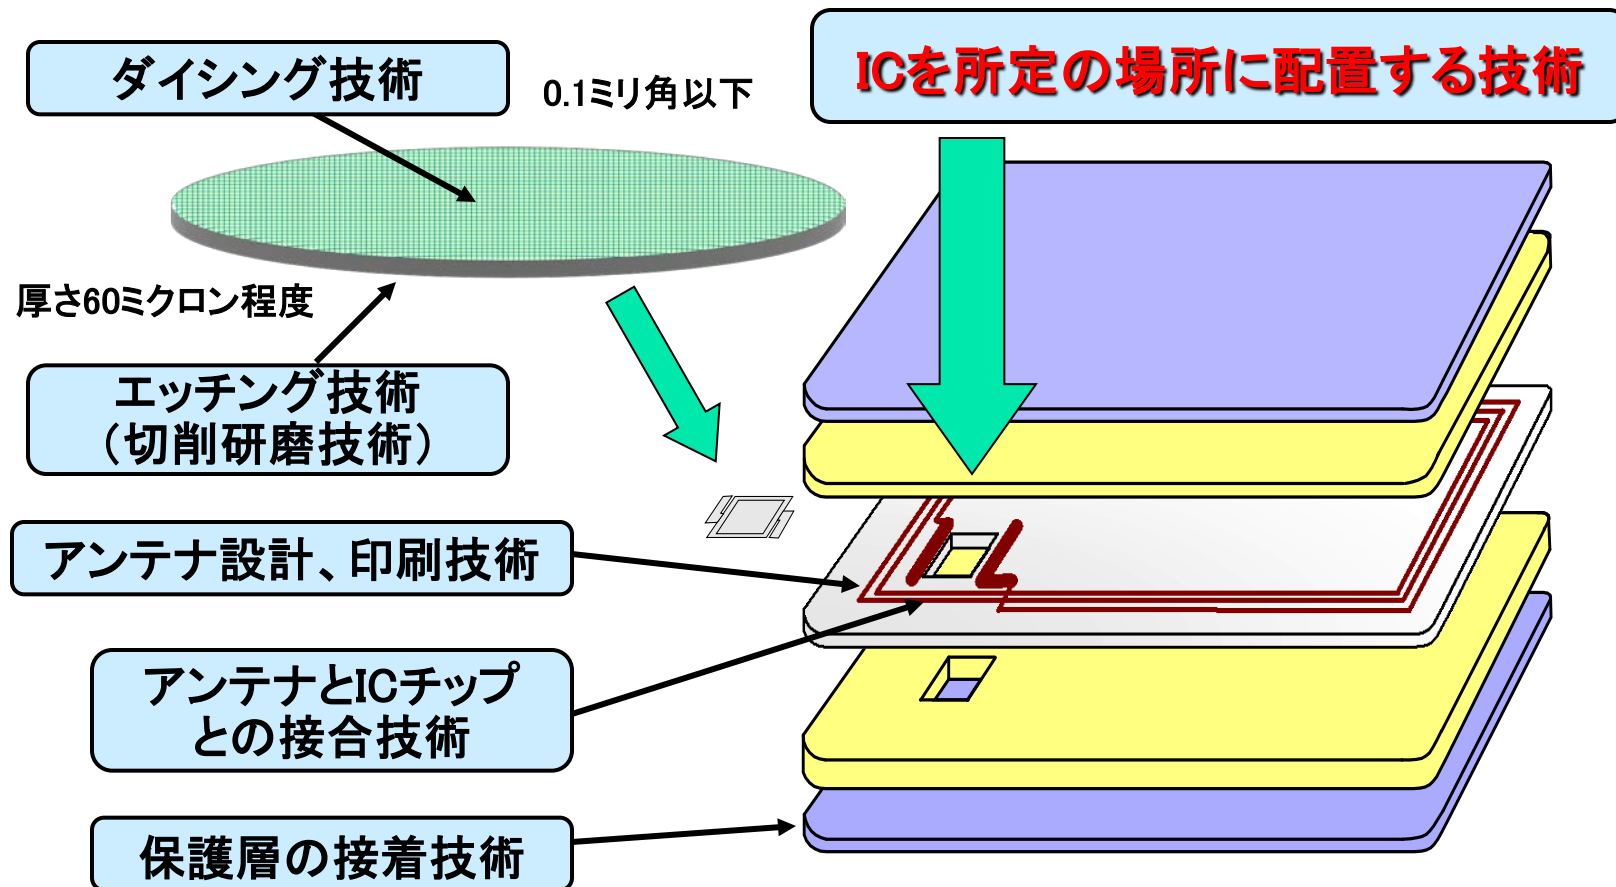 ダイシング技術
0.1ミリ角以下
ICを所定の場所に配置する技術
厚さ60ミクロン程度
エッチング技術
（切削研磨技術）
アンテナ設計、印刷技術
アンテナとICチップ
との接合技術
保護層の接着技術